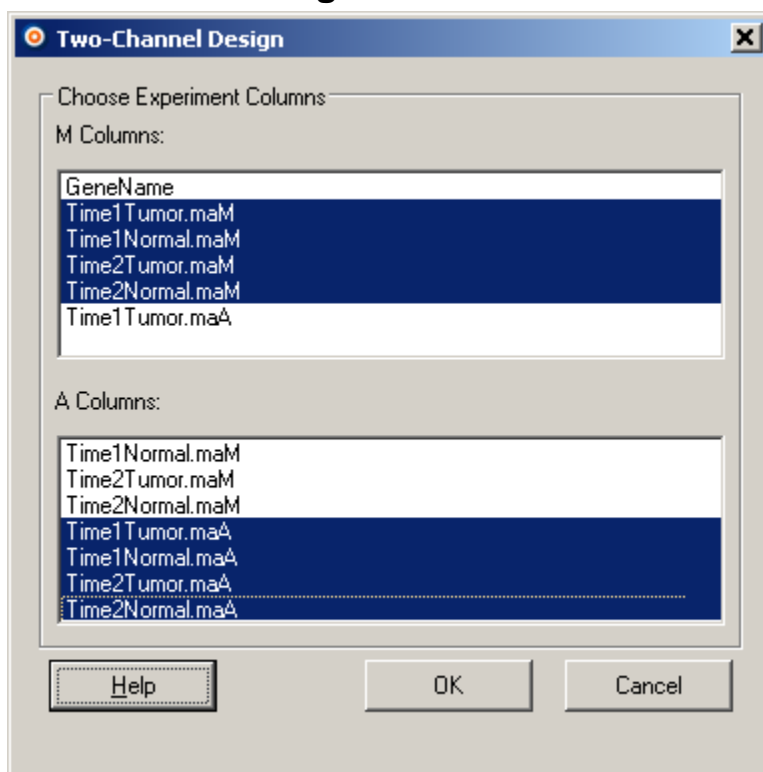 Two-Channel Design
Choose Experiment Columns
M Columns:
GeneName
Time1Tumor.maM
Time1Normal.maM
Time2Tumor.maM
Time2Normal.maM
Time1Tumor.maA
A Columns:
Time1Normal.maM
Time2Tumor.maM
Time2Normal.maM
Time1Tumor.maA
Time1Normal.maA
Time2Tumor.maA
Time2Normal.maA
Help OK Cancel